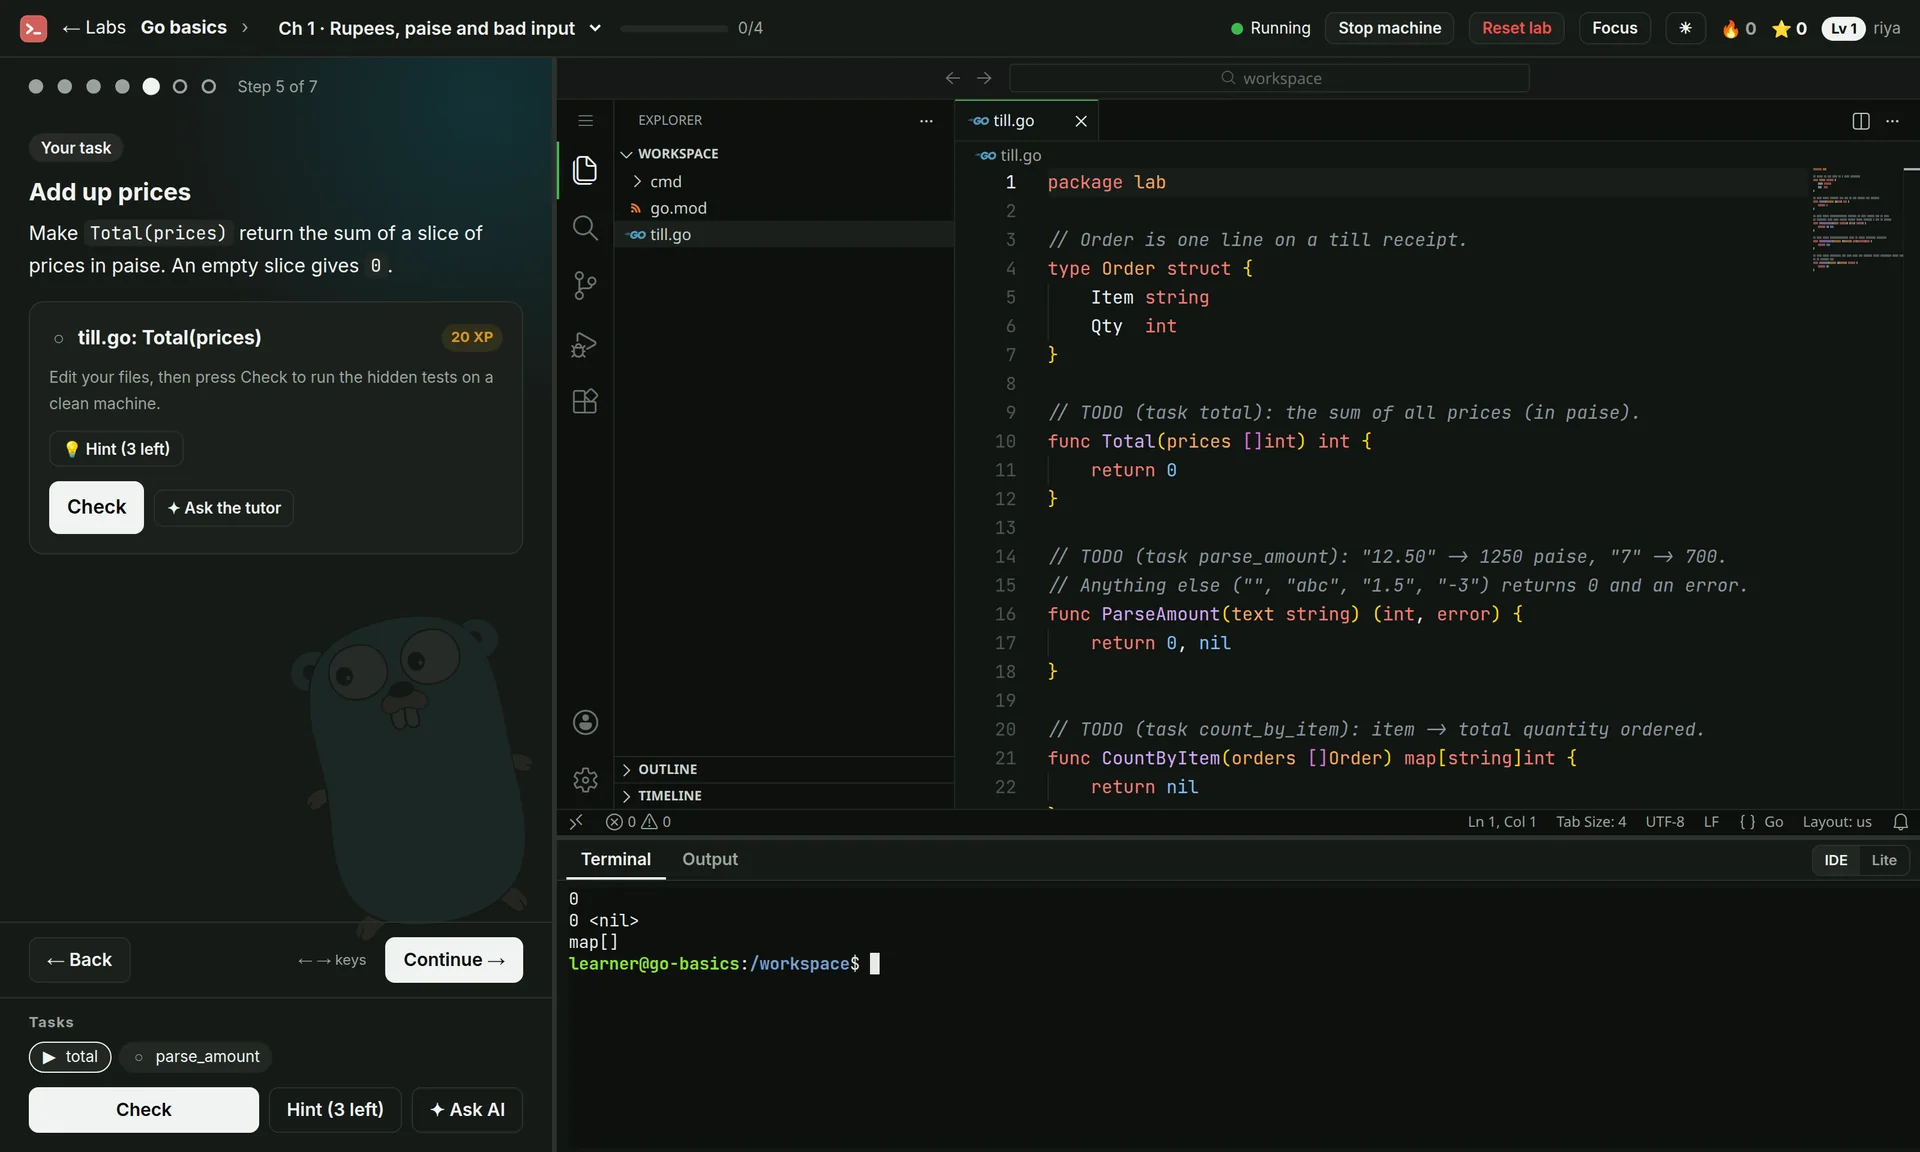 ← Labs Go basics › Ch 1 · Rupees, paise and bad input 0/4 Running Stop machine Reset lab Focus 0 0 Lv 1 riya
Step 5 of 7
Your task
Add up prices
Make Total(prices) return the sum of a slice of
prices in paise. An empty slice gives 0 .
till.go: Total(prices) 20 XP
Edit your files, then press Check to run the hidden tests on a
clean machine.
Hint (3 left)
Check ✦ Ask the tutor
← Back ← → keys Continue →
Tasks
▶ total ○ parse_amount
Check Hint (3 left) ✦ Ask AI
← → workspace
EXPLORER ···
WORKSPACE
cmd
go.mod
GO till.go
OUTLINE
TIMELINE
GO till.go
GO till.go
1 package lab
2
3 // Order is one line on a till receipt.
4 type Order struct {
5 Item string
6 Qty int
7 }
8
9 // TODO (task total): the sum of all prices (in paise).
10 func Total(prices []int) int {
11 return 0
12 }
13
14 // TODO (task parse_amount): "12.50" → 1250 paise, "7" → 700.
15 // Anything else ("", "abc", "1.5", "-3") returns 0 and an error.
16 func ParseAmount(text string) (int, error) {
17 return 0, nil
18 }
19
20 // TODO (task count_by_item): item → total quantity ordered.
21 func CountByItem(orders []Order) map[string]int {
22 return nil
0 0 Ln 1, Col 1 Tab Size: 4 UTF-8 LF { } Go Layout: us
Terminal Output IDE Lite
0
0 <nil>
map[]
learner@go-basics:/workspace$